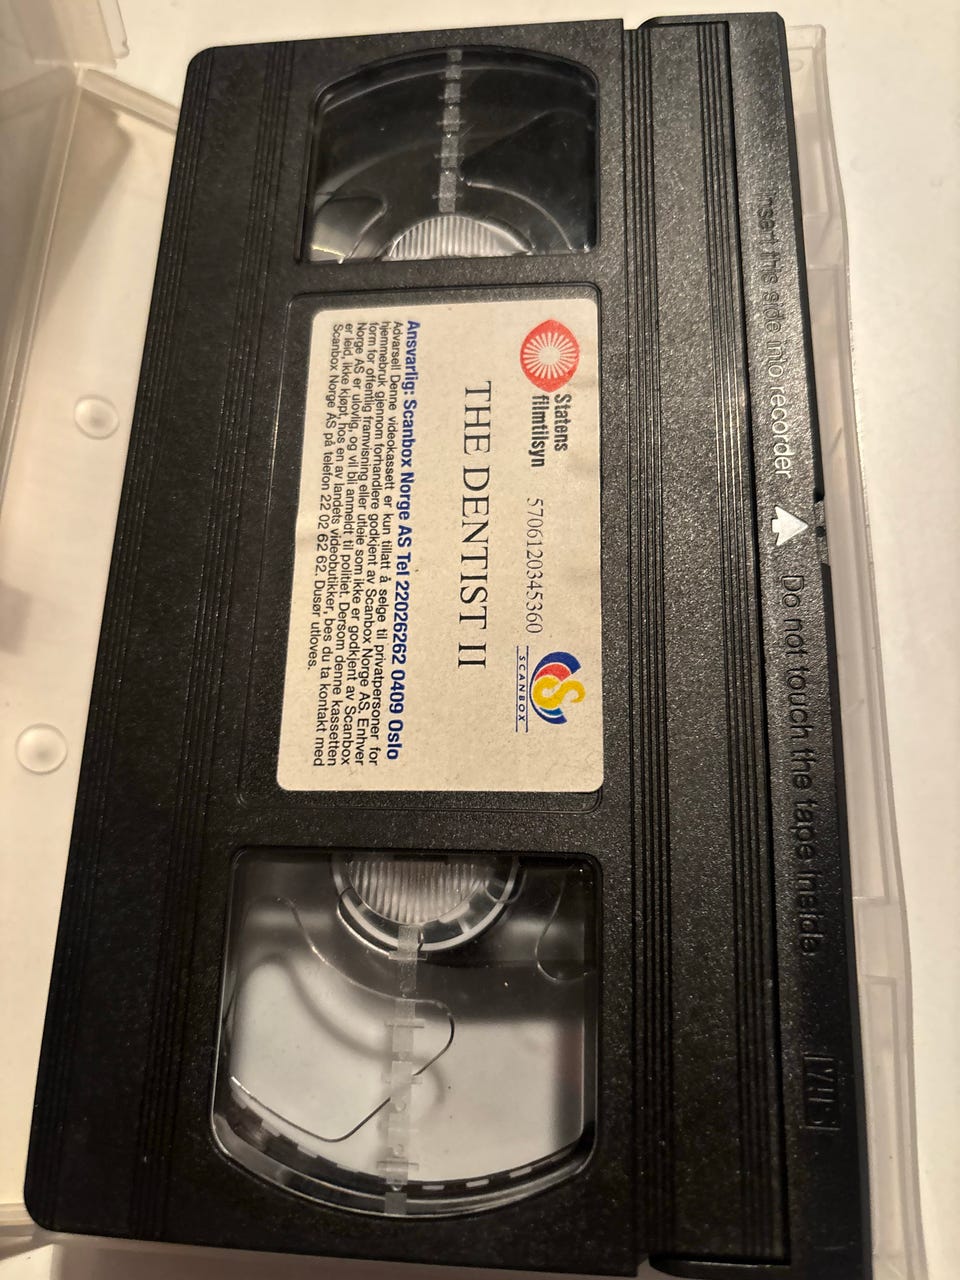 Insert this side into recorder
Do not touch the tape inside
VHS
Statens
filmtilsyn
5706120345360
SCANBOX
THE DENTIST II
Ansvarlig: Scanbox Norge AS Tel 22026262 0409 Oslo
Advarsel! Denne videokassett er kun tillatt å selge til privatpersoner for
hjemmebruk gjennom forhandlere godkjent av Scanbox Norge AS. Enhver
form for offentlig framvisning eller utleie som ikke er godkjent av Scanbox
Norge AS er ulovlig, og vil bli anmeldt til politiet. Dersom denne kassetten
er leid, ikke kjøpt, hos en av landets videobutikker, bes du ta kontakt med
Scanbox Norge AS på telefon 22 02 62 62. Dusør utloves.